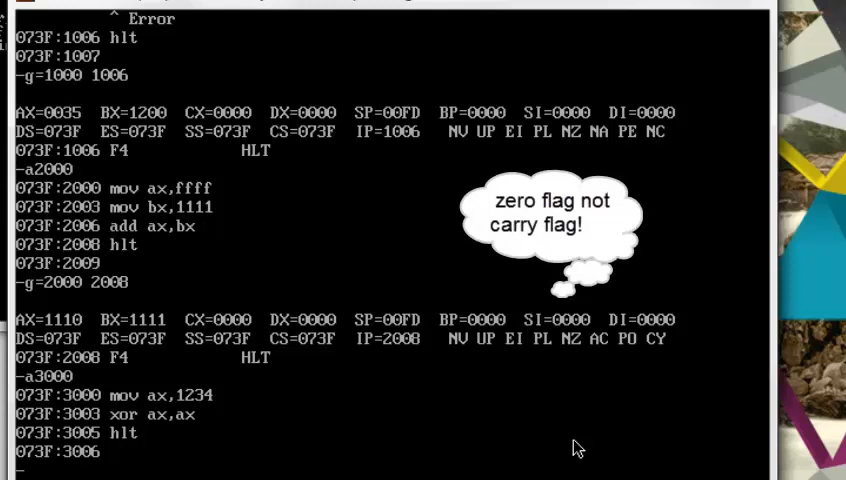 ^ Error
073F:1006 hlt
073F:1007
-g=1000 1006
AX=0035 BX=1200 CX=0000 DX=0000 SP=00FD BP=0000 SI=0000 DI=0000
DS=073F ES=073F SS=073F CS=073F IP=1006 NV UP EI PL NZ NA PE NC
073F:1006 F4 HLT
-a2000
073F:2000 mov ax,ffff
073F:2003 mov bx,1111
073F:2006 add ax,bx
073F:2008 hlt
073F:2009
-g=2000 2008
zero flag not
carry flag!
AX=1110 BX=1111 CX=0000 DX=0000 SP=00FD BP=0000 SI=0000 DI=0000
DS=073F ES=073F SS=073F CS=073F IP=2008 NV UP EI PL NZ AC PO CY
073F:2008 F4 HLT
-a3000
073F:3000 mov ax,1234
073F:3003 xor ax,ax
073F:3005 hlt
073F:3006
-